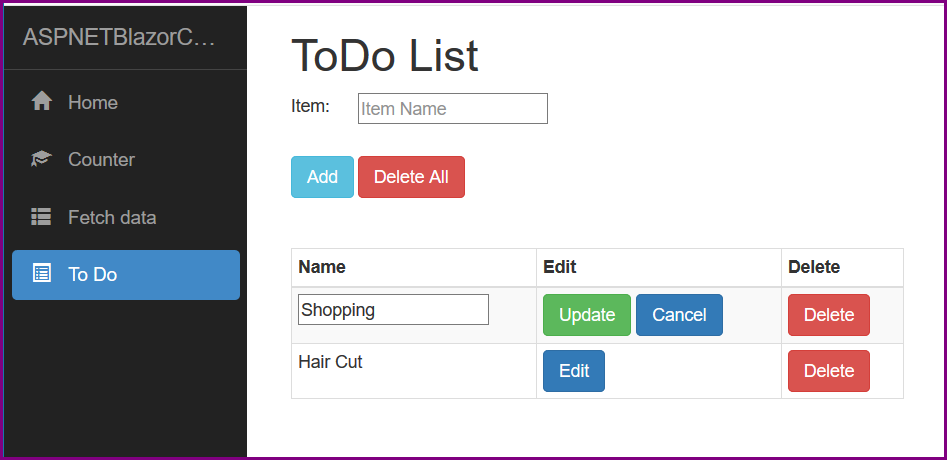 ASPNETBlazorC...
Home
Counter
Fetch data
To Do
ToDo List
Item: Item Name
Add Delete All
Name Edit Delete
Shopping Update Cancel Delete
Hair Cut Edit Delete